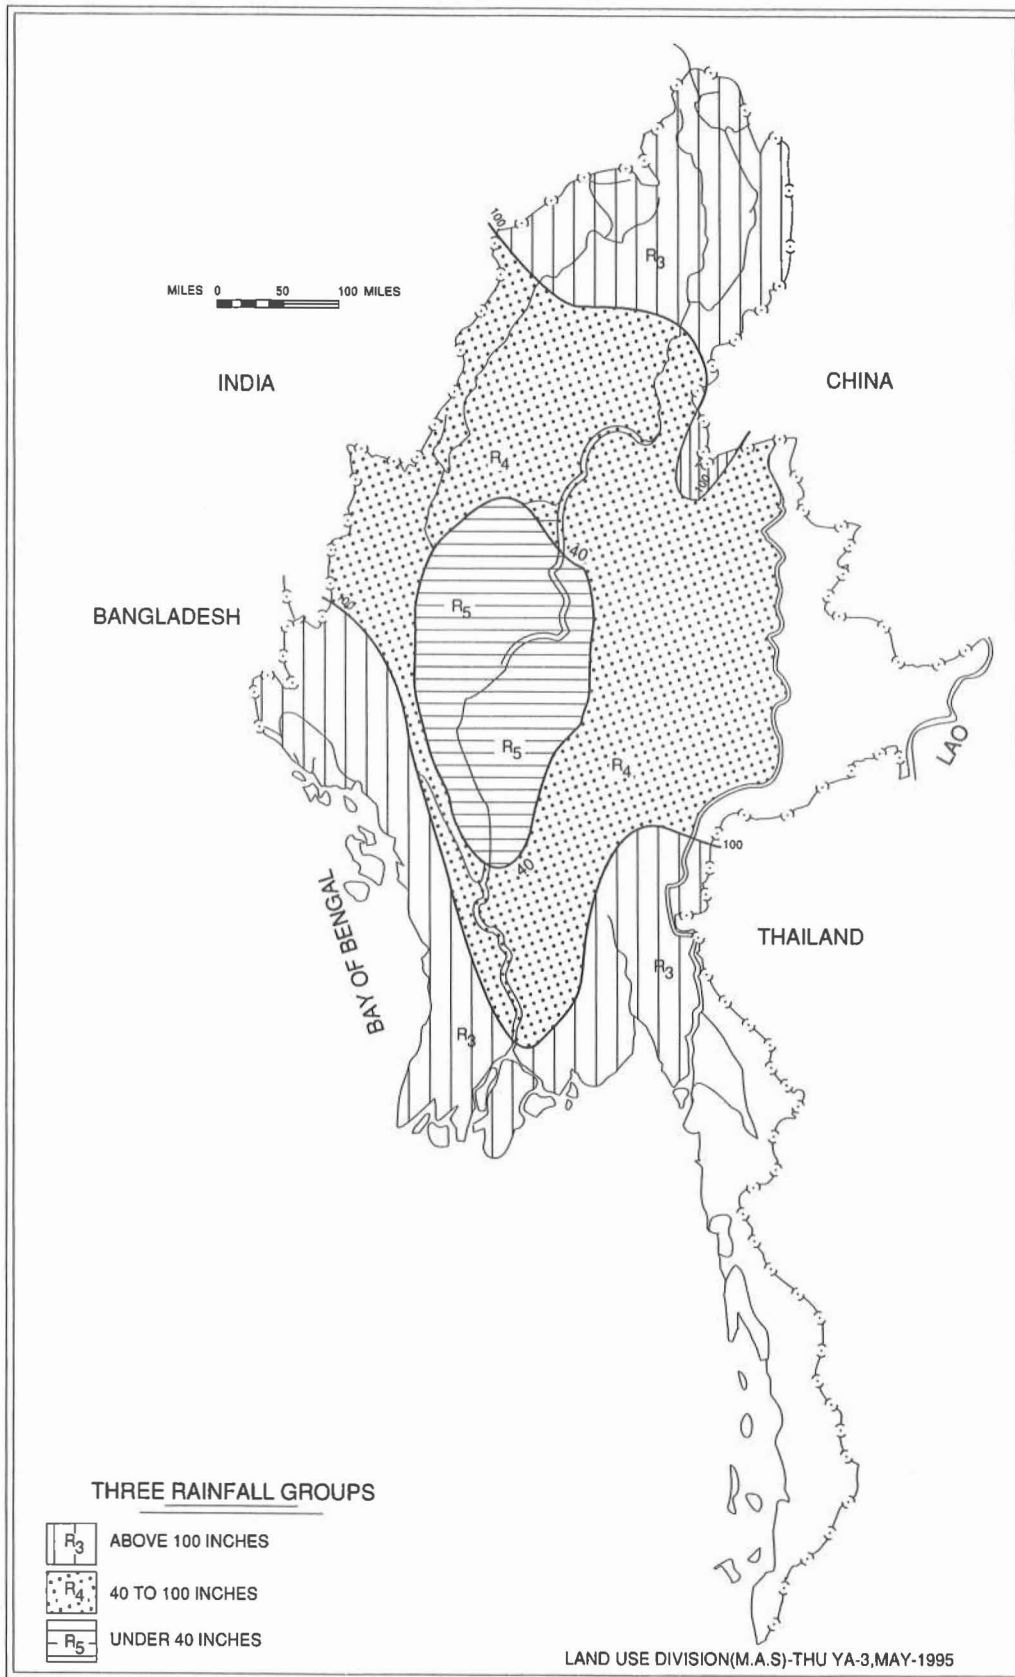 100
R3
MILES 0 50 100 MILES
INDIA
CHINA
R4
100
40
BANGLADESH
100
R5
LAO
R5
R4
100
40
BAY OF BENGAL
THAILAND
R3
R3
THREE RAINFALL GROUPS
R3 ABOVE 100 INCHES
R4 40 TO 100 INCHES
R5 UNDER 40 INCHES
LAND USE DIVISION(M.A.S)-THU YA-3,MAY-1995